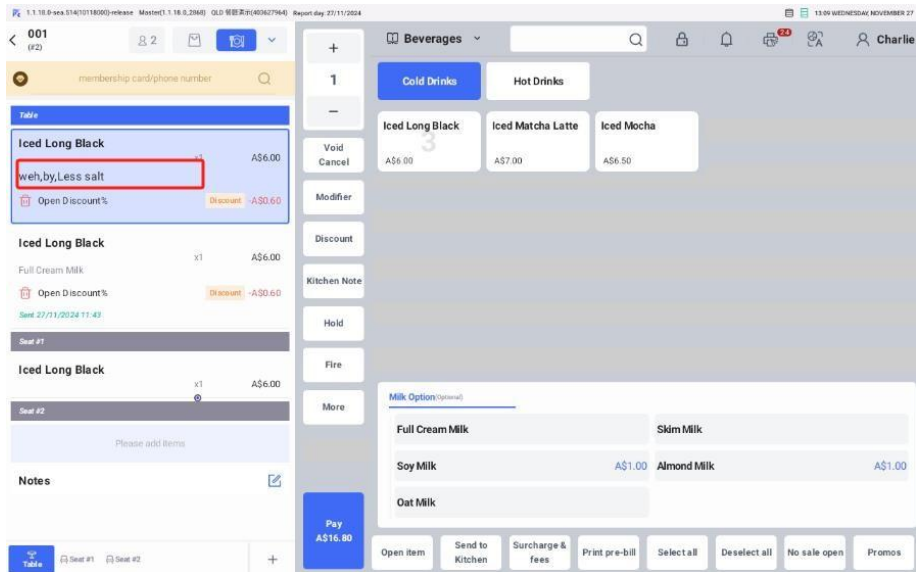 1.1.18.0-sea.514(10118000)-release Master(1.1.18.0,2868) QLD 餐廳演示(403627964) Report day: 27/11/2024
13:09 WEDNESDAY, NOVEMBER 27
001
(#2)
2
membership card/phone number
Table
Iced Long Black
x1 A$6.00
weh,by,Less salt
Open Discount% Discount -A$0.60
Iced Long Black
x1 A$6.00
Full Cream Milk
Open Discount% Discount -A$0.60
Sent 27/11/2024 11:43
Seat #1
Iced Long Black
x1 A$6.00
Seat #2
Please add items
Notes
Table Seat #1 Seat #2 +
+
1
−
Void
Cancel
Modifier
Discount
Kitchen Note
Hold
Fire
More
Pay
A$16.80
Beverages
24
Charlie
Cold Drinks Hot Drinks
Iced Long Black Iced Matcha Latte Iced Mocha
3
A$6.00 A$7.00 A$6.50
Milk Option(Optional)
Full Cream Milk Skim Milk
Soy Milk A$1.00 Almond Milk A$1.00
Oat Milk
Open item Send to Kitchen Surcharge & fees Print pre-bill Select all Deselect all No sale open Promos